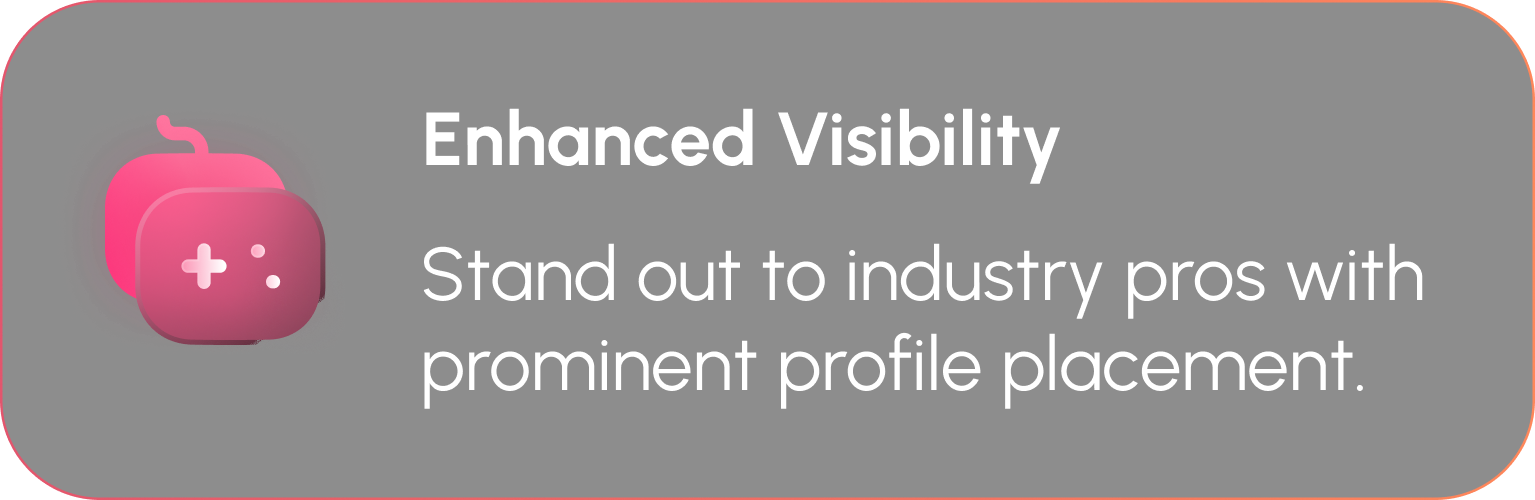 Enhanced Visibility
Stand out to industry pros with
prominent profile placement.